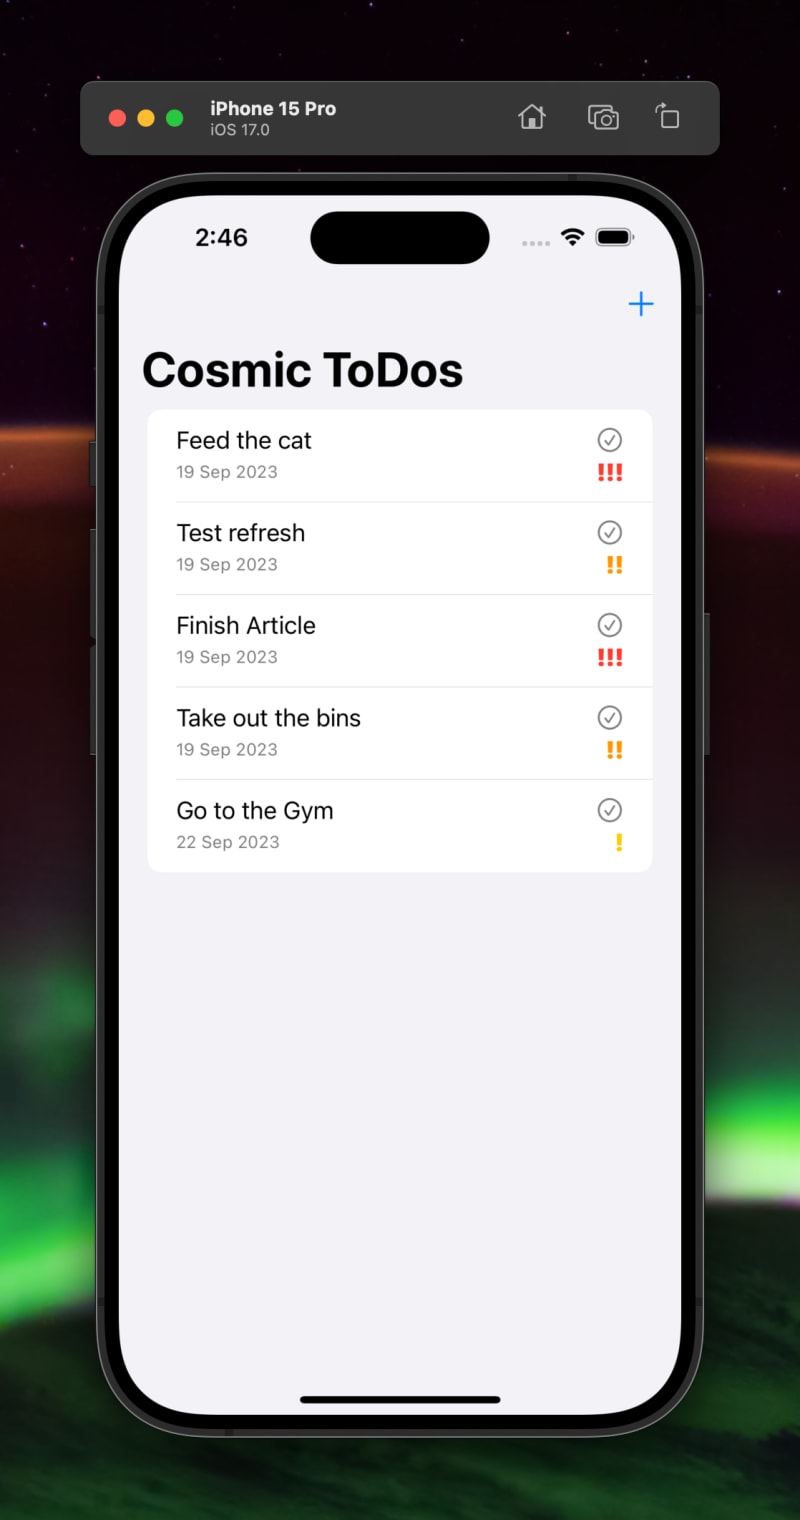 iPhone 15 Pro
iOS 17.0
2:46
Cosmic ToDos
Feed the cat
19 Sep 2023
!!!
Test refresh
19 Sep 2023
!!
Finish Article
19 Sep 2023
!!!
Take out the bins
19 Sep 2023
!!
Go to the Gym
22 Sep 2023
!